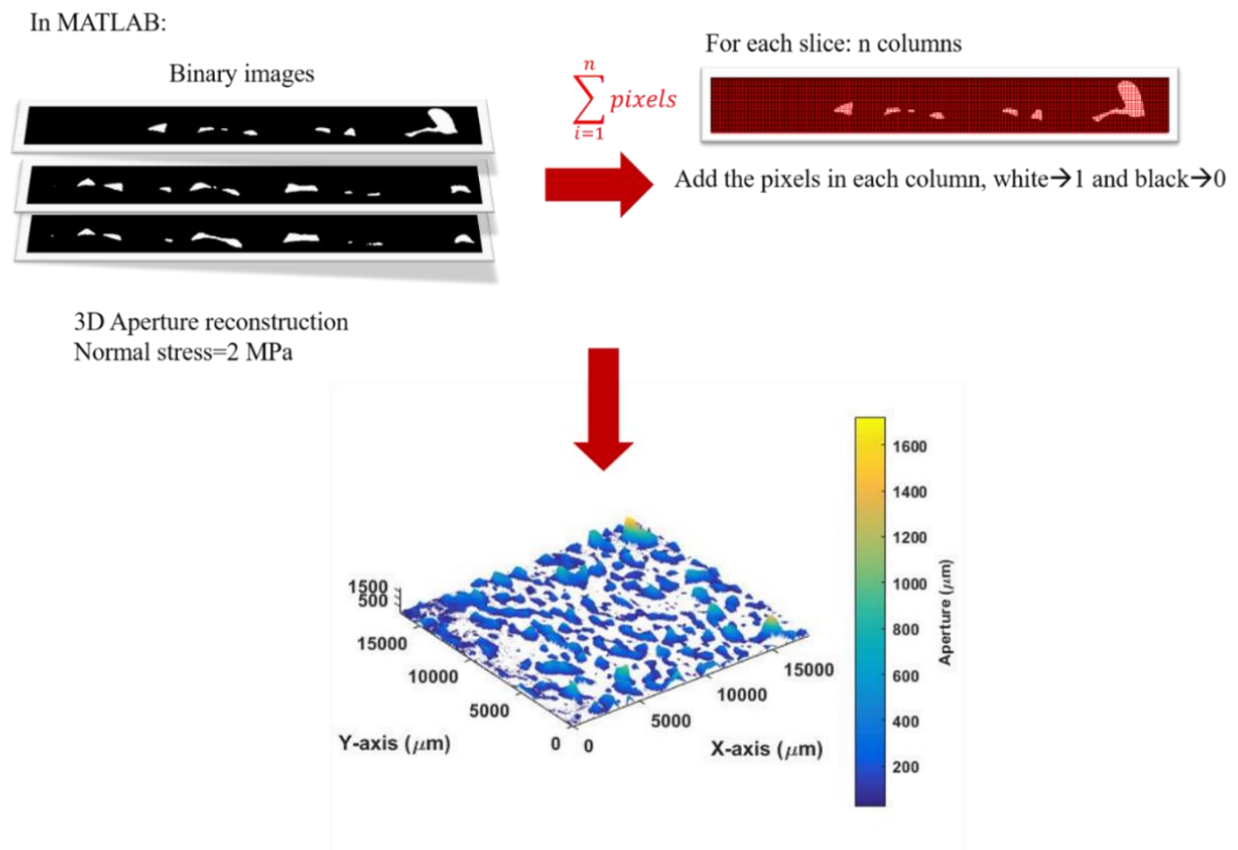 In MATLAB:
Binary images
n
∑ pixels
i=1
For each slice: n columns
Add the pixels in each column, white→1 and black→0
3D Aperture reconstruction
Normal stress=2 MPa
1500
500
15000
10000
5000
0
Y-axis (μm)
0
5000
10000
15000
X-axis (μm)
1600
1400
1200
1000
800
600
400
200
Aperture (μm)